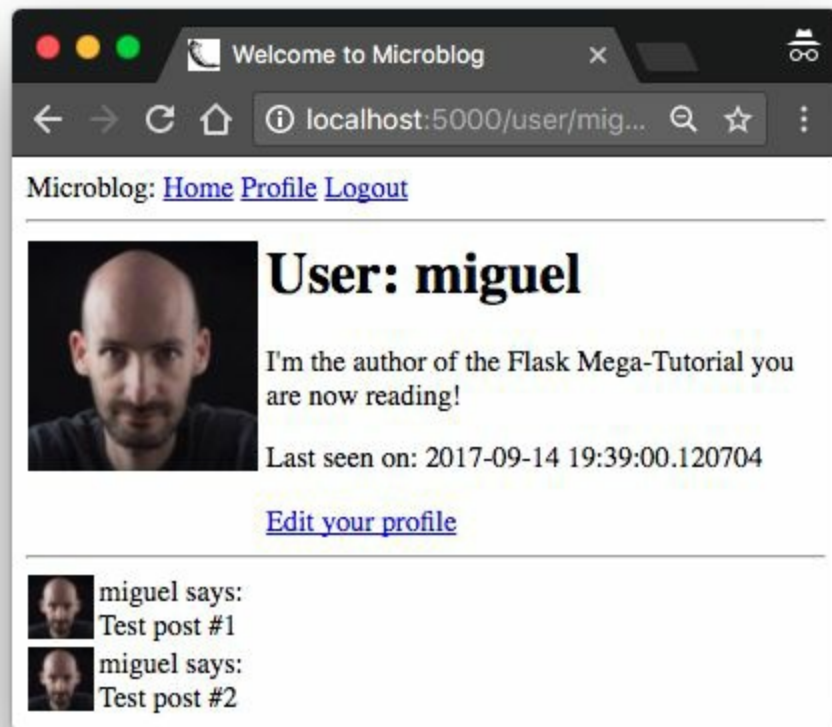 Welcome to Microblog
localhost:5000/user/mig...
Microblog: Home Profile Logout
User: miguel
I'm the author of the Flask Mega-Tutorial you
are now reading!
Last seen on: 2017-09-14 19:39:00.120704
Edit your profile
miguel says:
Test post #1
miguel says:
Test post #2